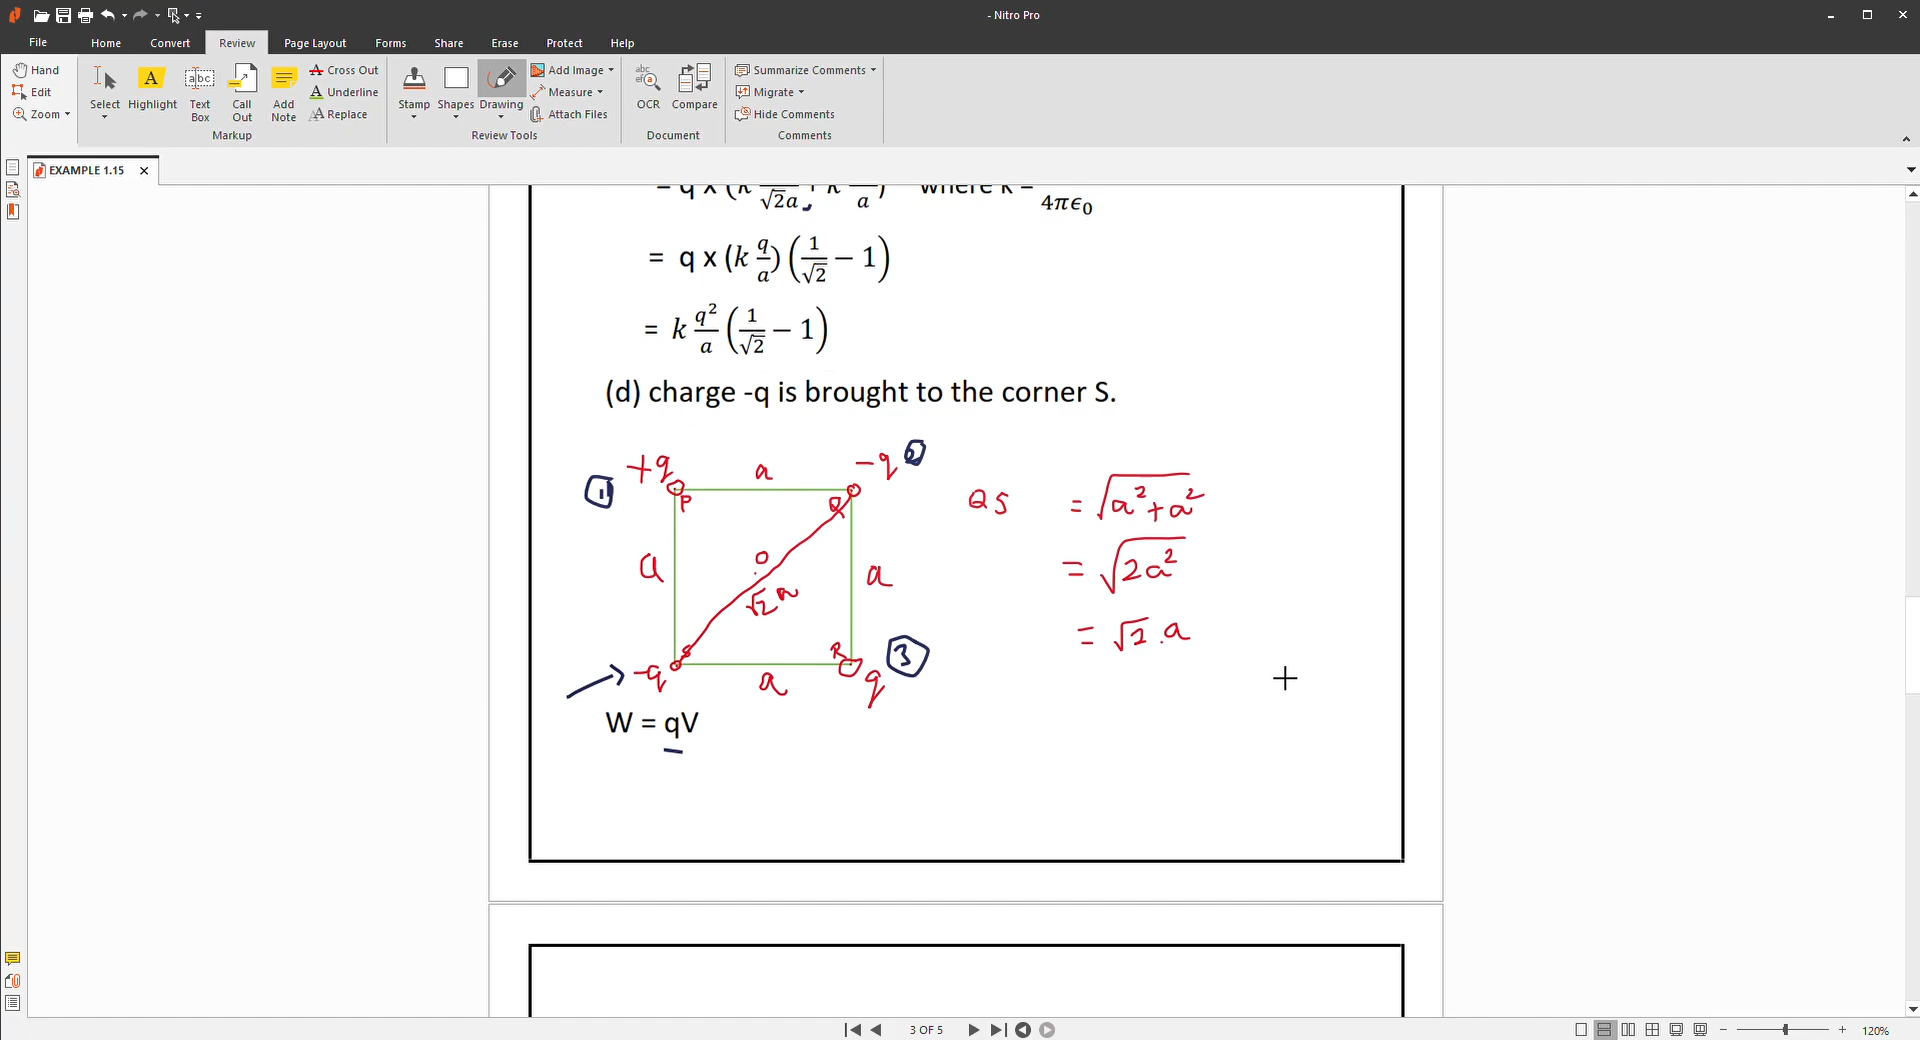 - Nitro Pro
File Home Convert Review Page Layout Forms Share Erase Protect Help
Hand
Edit
Zoom
Select
Highlight
Text Box
Call Out
Add Note
Cross Out
Underline
Replace
Markup
Stamp
Shapes
Drawing
Add Image
Measure
Attach Files
Review Tools
OCR
Compare
Document
Summarize Comments
Migrate
Hide Comments
Comments
EXAMPLE 1.15
= q x (k /√2a + k /a) where k = /4πϵ₀
= q x (k q/a) (1/√2 − 1)
= k q²/a (1/√2 − 1)
(d) charge -q is brought to the corner S.
+q a −q
1 P Q QS = √a²+a²
a O a = √2a²
√2a = √2.a
S R 3
-q a q
W = qV
3 OF 5
120%